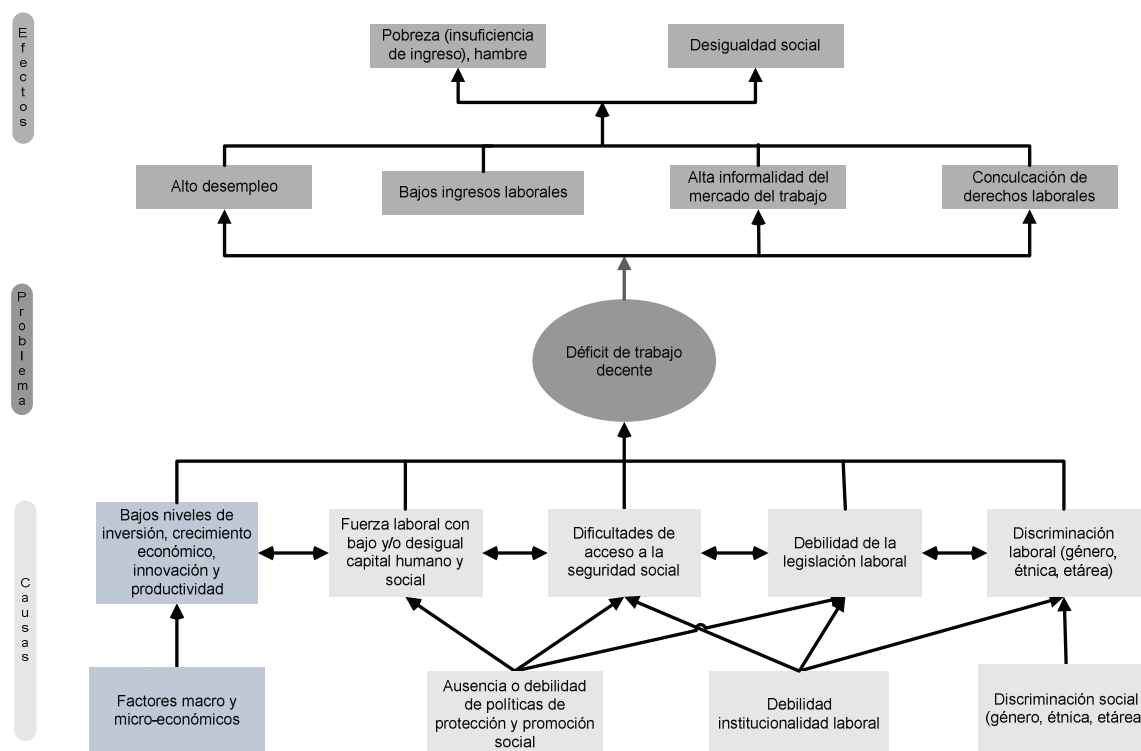 Efectos
Pobreza (insuficiencia
de ingreso), hambre
Desigualdad social
Alto desempleo
Bajos ingresos laborales
Alta informalidad del
mercado del trabajo
Conculcación de
derechos laborales
Problema
Déficit de trabajo
decente
Causas
Bajos niveles de
inversión, crecimiento
económico,
innovación y
productividad
Fuerza laboral con
bajo y/o desigual
capital humano y
social
Dificultades de
acceso a la
seguridad social
Debilidad de la
legislación laboral
Discriminación
laboral (género,
étnica, etárea)
Factores macro y
micro-económicos
Ausencia o debilidad
de políticas de
protección y promoción
social
Debilidad
institucionalidad laboral
Discriminación social
(género, étnica, etárea